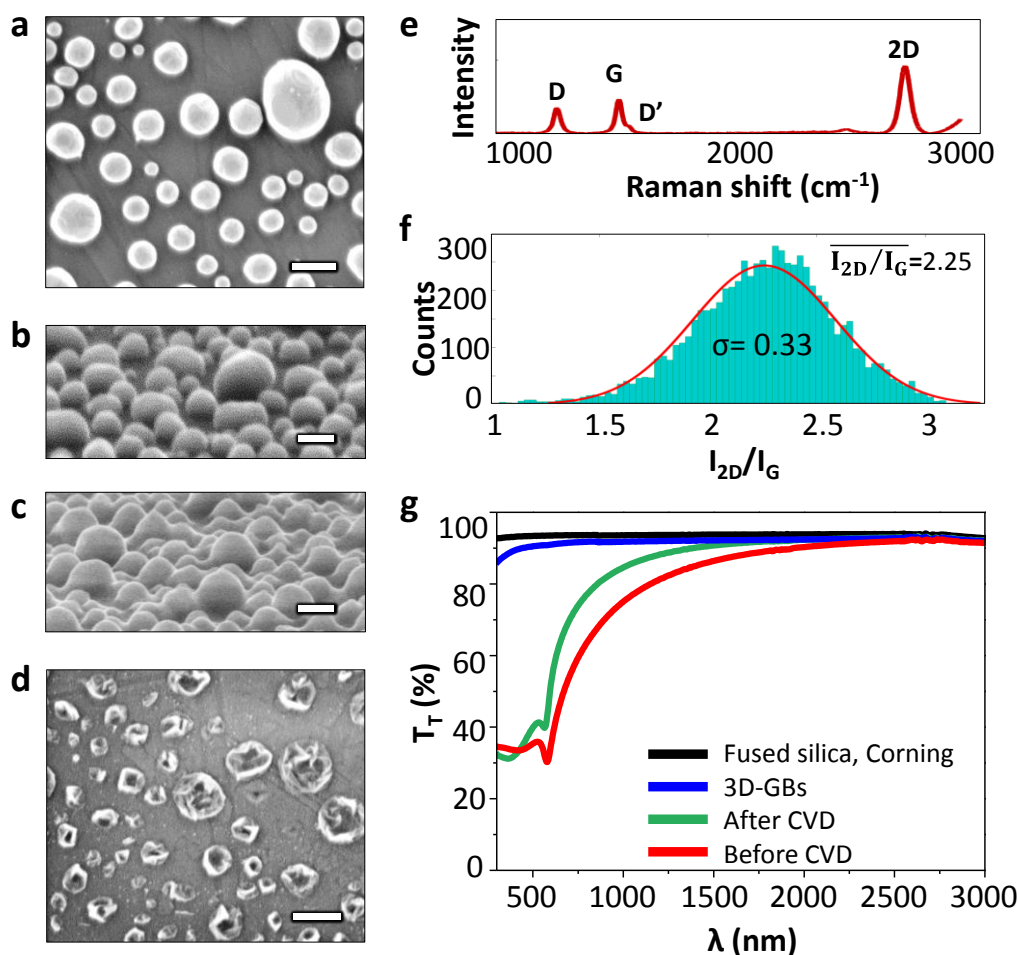 a
b
c
d
e
Intensity
D
G
D’
2D
1000
2000
3000
Raman shift (cm-1)
f
Counts
300
200
100
0
I2D/IG=2.25
σ= 0.33
1
1.5
2
2.5
3
I2D/IG
g
TT (%)
100
80
60
40
20
0
Fused silica, Corning
3D-GBs
After CVD
Before CVD
500
1000
1500
2000
2500
3000
λ (nm)